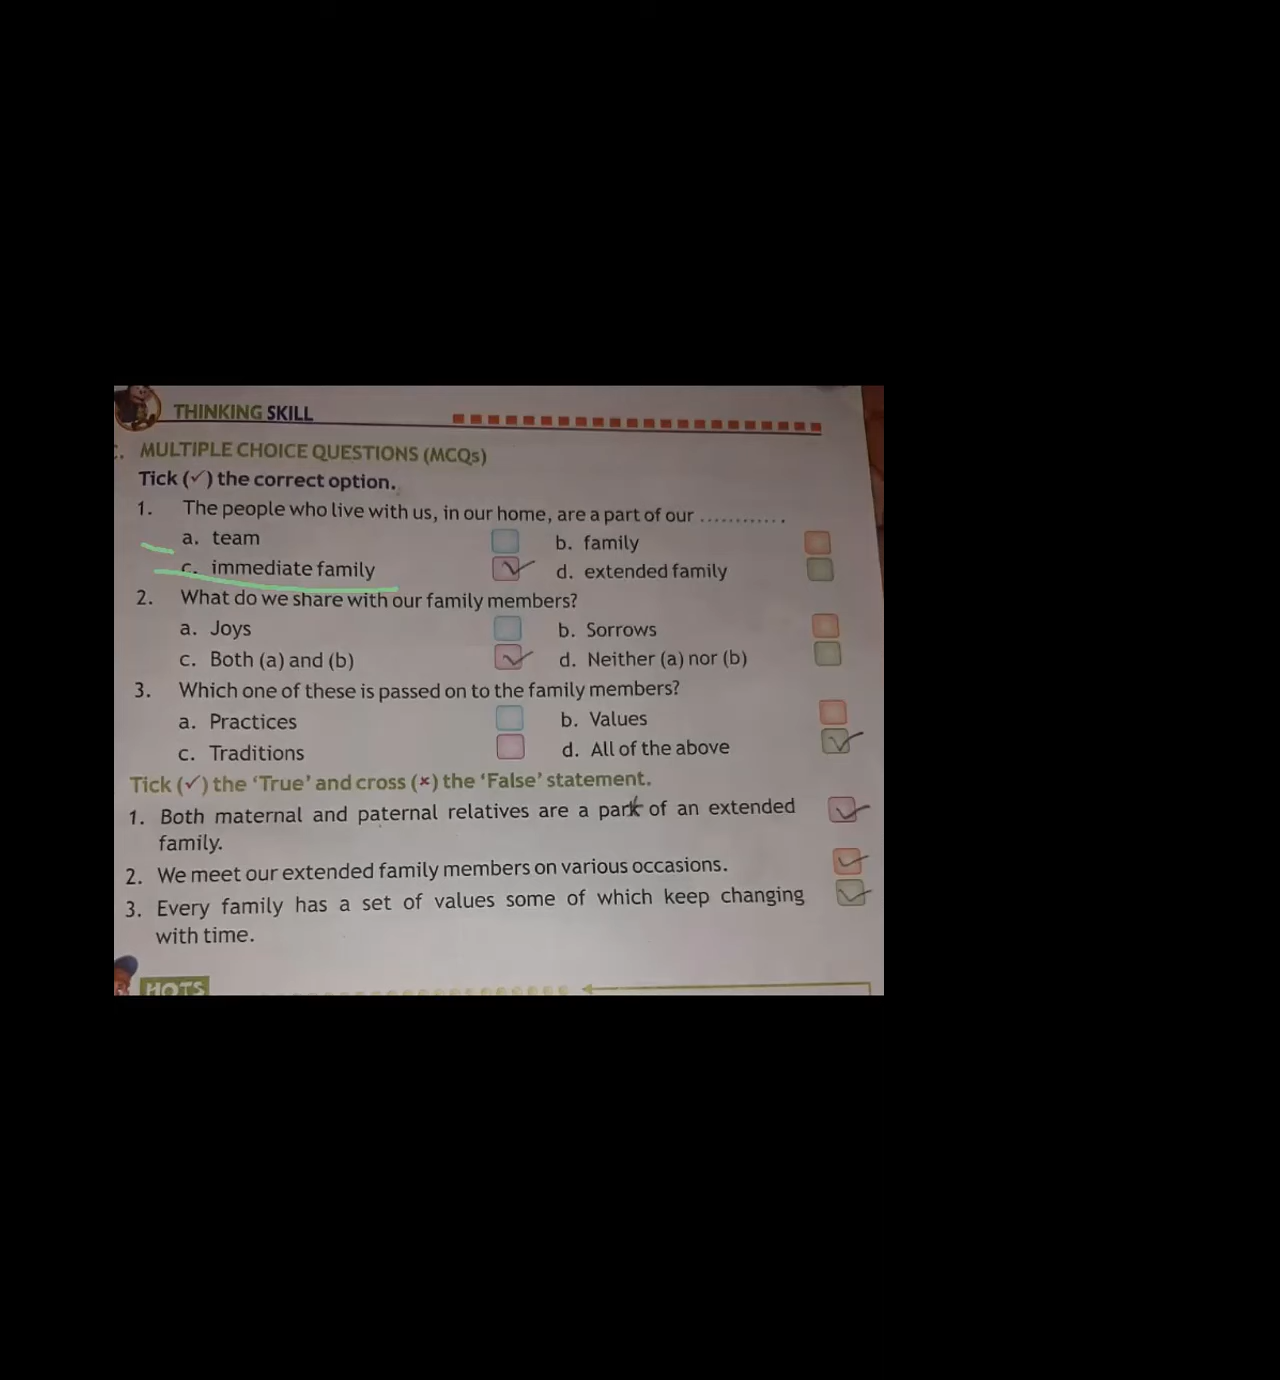 THINKING SKILL
C. MULTIPLE CHOICE QUESTIONS (MCQs)
Tick (✓) the correct option.
1. The people who live with us, in our home, are a part of our ............
a. team b. family
c. immediate family d. extended family
2. What do we share with our family members?
a. Joys b. Sorrows
c. Both (a) and (b) d. Neither (a) nor (b)
3. Which one of these is passed on to the family members?
a. Practices b. Values
c. Traditions d. All of the above
Tick (✓) the 'True' and cross (×) the 'False' statement.
1. Both maternal and paternal relatives are a part of an extended
family.
2. We meet our extended family members on various occasions.
3. Every family has a set of values some of which keep changing
with time.
HOTS